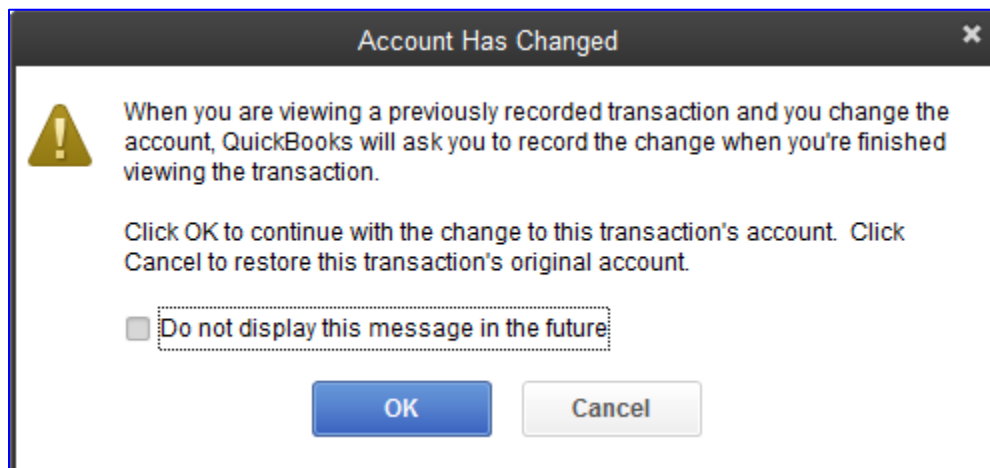 Account Has Changed
When you are viewing a previously recorded transaction and you change the
account, QuickBooks will ask you to record the change when you're finished
viewing the transaction.
Click OK to continue with the change to this transaction's account.  Click
Cancel to restore this transaction's original account.
Do not display this message in the future
OK
Cancel